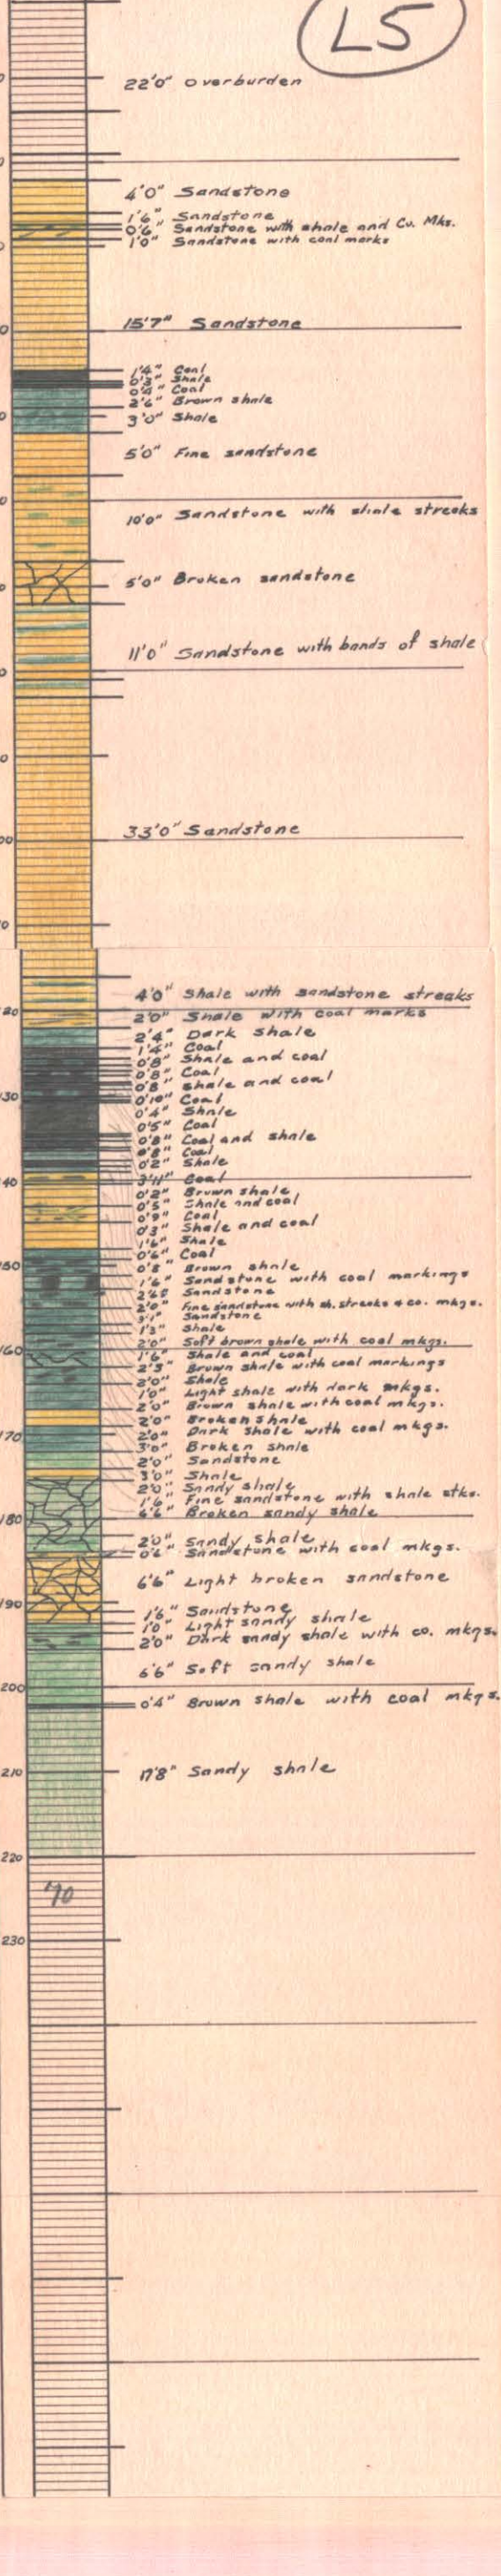 L5
22'0" Overburden
4'0" Sandstone
1'6" Sandstone
0'6" Sandstone with shale and Co. Mks.
1'0" Sandstone with coal marks
15'7" Sandstone
1'4" Coal
0'3" Shale
0'4" Coal
2'6" Brown shale
3'0" Shale
5'0" Fine sandstone
10'0" Sandstone with shale streaks
5'0" Broken sandstone
11'0" Sandstone with bands of shale
33'0" Sandstone
4'0" Shale with sandstone streaks
20
2'0" Shale with coal marks
2'4" Dark shale
1'4" Coal
0'8" Shale and coal
0'8" Coal
0'8" Shale and coal
30
0'10" Coal
0'4" Shale
0'5" Coal
0'8" Coal and shale
0'8" Coal
0'2" Shale
40
3'11" Coal
0'2" Brown shale
0'5" Shale and coal
0'9" Coal
0'3" Shale and coal
1'6" Shale
0'6" Coal
150
0'8" Brown shale
1'6" Sandstone with coal markings
Sandstone
2'0" Fine sandstone with sh. streaks & co. mkgs.
Sandstone
1'3" Shale
160
2'0" Soft brown shale with coal mkgs.
1'6" Shale and coal
2'3" Brown shale with coal markings
3'0" Shale
1'0" Light shale with dark mkgs.
2'0" Brown shale with coal mkgs.
2'0" Broken shale
170
2'0" Dark shale with coal mkgs.
3'0" Broken shale
2'0" Sandstone
3'0" Shale
2'0" Sandy shale
1'6" Fine sandstone with shale stks.
180
6'6" Broken sandy shale
2'0" Sandy shale
0'6" Sandstone with coal mkgs.
6'6" Light broken sandstone
190
1'6" Sandstone
1'0" Light sandy shale
2'0" Dark sandy shale with co. mkgs.
6'6" Soft sandy shale
200
0'4" Brown shale with coal mkgs.
210
17'8" Sandy shale
220
70
230